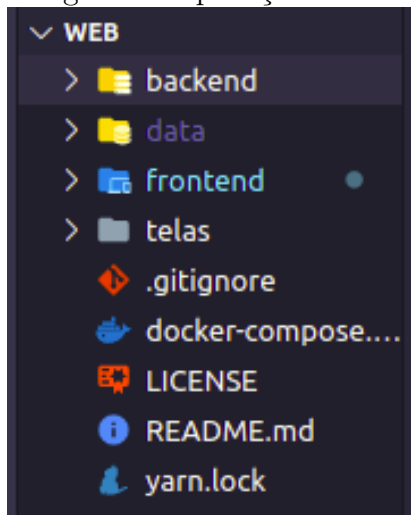 WEB
backend
data
frontend
telas
.gitignore
docker-compose....
LICENSE
README.md
yarn.lock